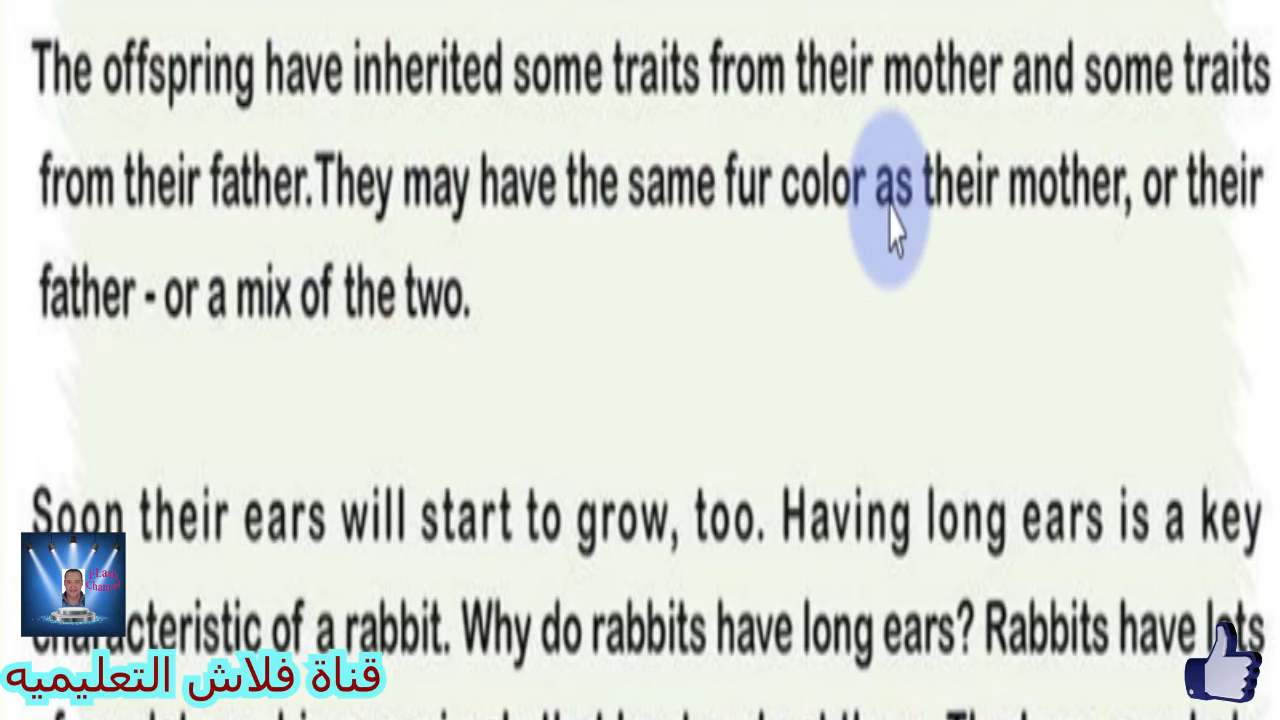 The offspring have inherited some traits from their mother and some traits
from their father.They may have the same fur color as their mother, or their
father - or a mix of the two.
Soon their ears will start to grow, too. Having long ears is a key
characteristic of a rabbit. Why do rabbits have long ears? Rabbits have lots
قناة فلاش التعليميه